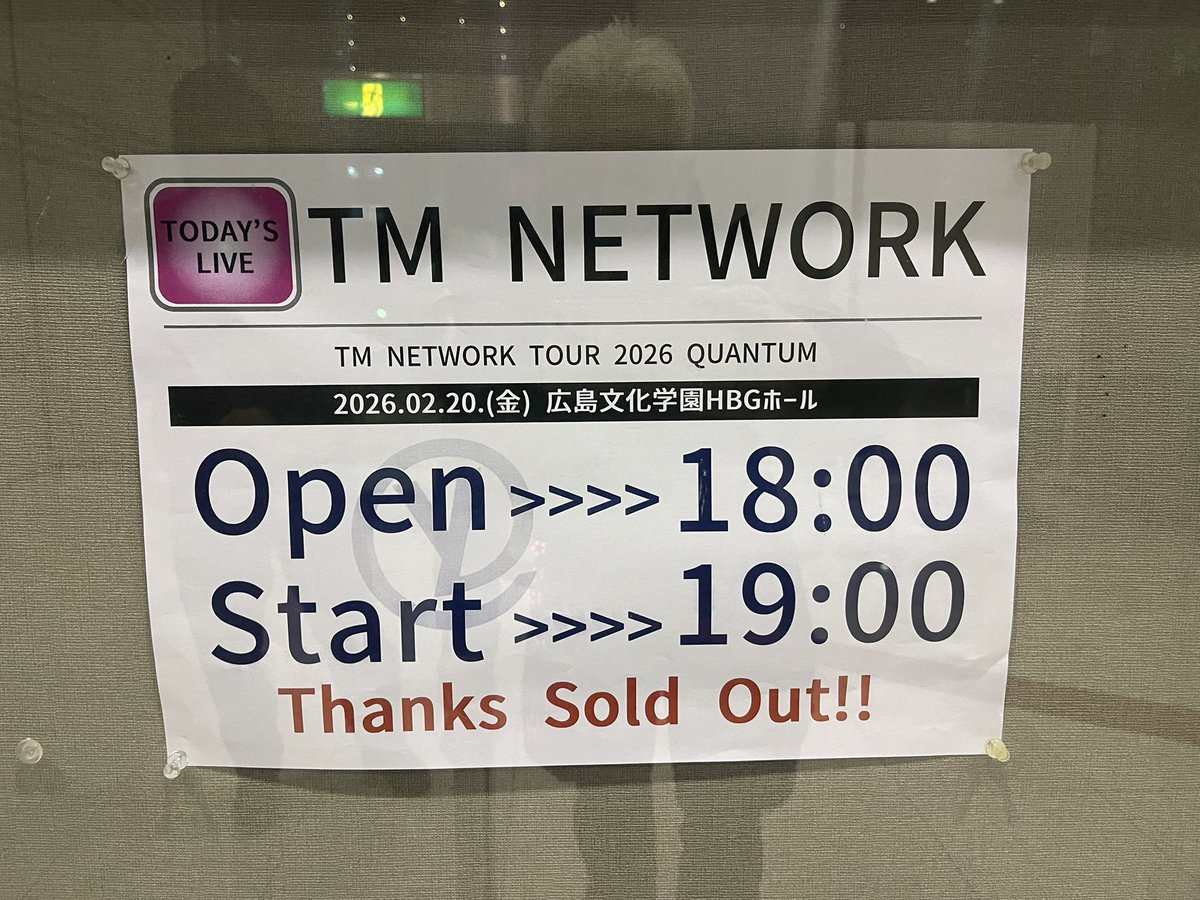 TODAY'S
LIVE
TM NETWORK
TM NETWORK TOUR 2026 QUANTUM
2026.02.20.(金) 広島文化学園HBGホール
Open >>>> 18:00
Start >>>> 19:00
Thanks Sold Out!!